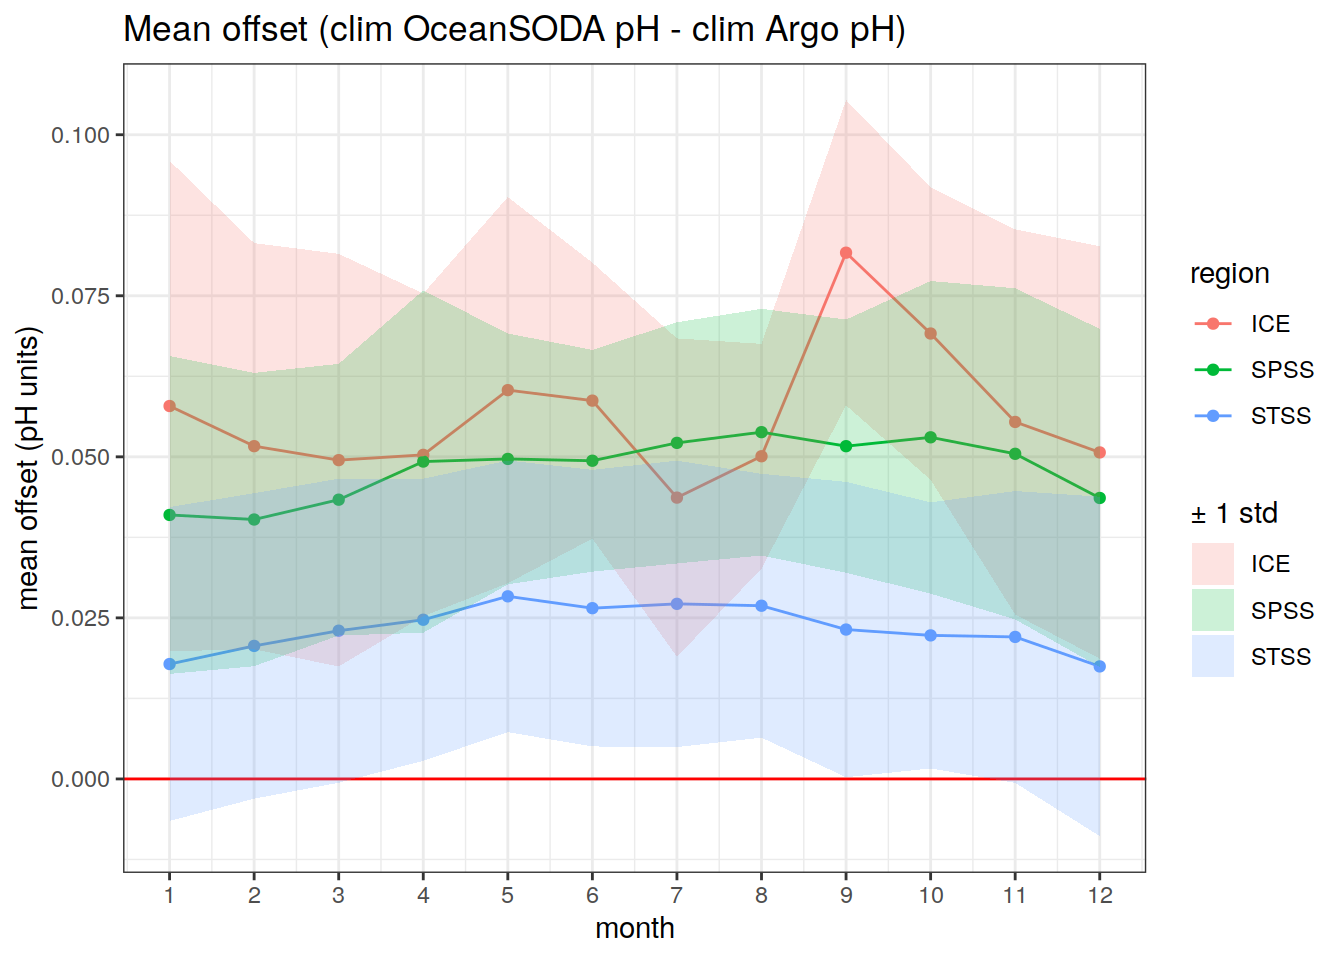 Mean offset (clim OceanSODA pH - clim Argo pH)
mean offset (pH units)
0.100
0.075
0.050
0.025
0.000
1 2 3 4 5 6 7 8 9 10 11 12
month
region
ICE
SPSS
STSS
± 1 std
ICE
SPSS
STSS